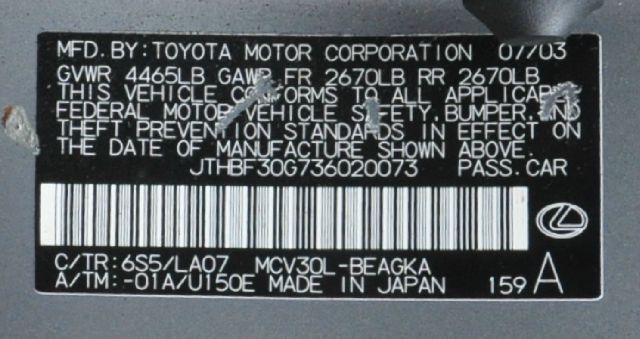 MFD. BY: TOYOTA MOTOR CORPORATION 07/03
GVWR 4465LB GAWR FR 2670LB RR 2670LB
THIS VEHICLE CONFORMS TO ALL APPLICABLE
FEDERAL MOTOR VEHICLE SAFETY, BUMPER, AND
THEFT PREVENTION STANDARDS IN EFFECT ON
THE DATE OF MANUFACTURE SHOWN ABOVE.
JTHBF30G736020073 PASS. CAR
C/TR: 6S5/LA07 MCV30L-BEAGKA
A/TM: -01A/U150E MADE IN JAPAN 159 A